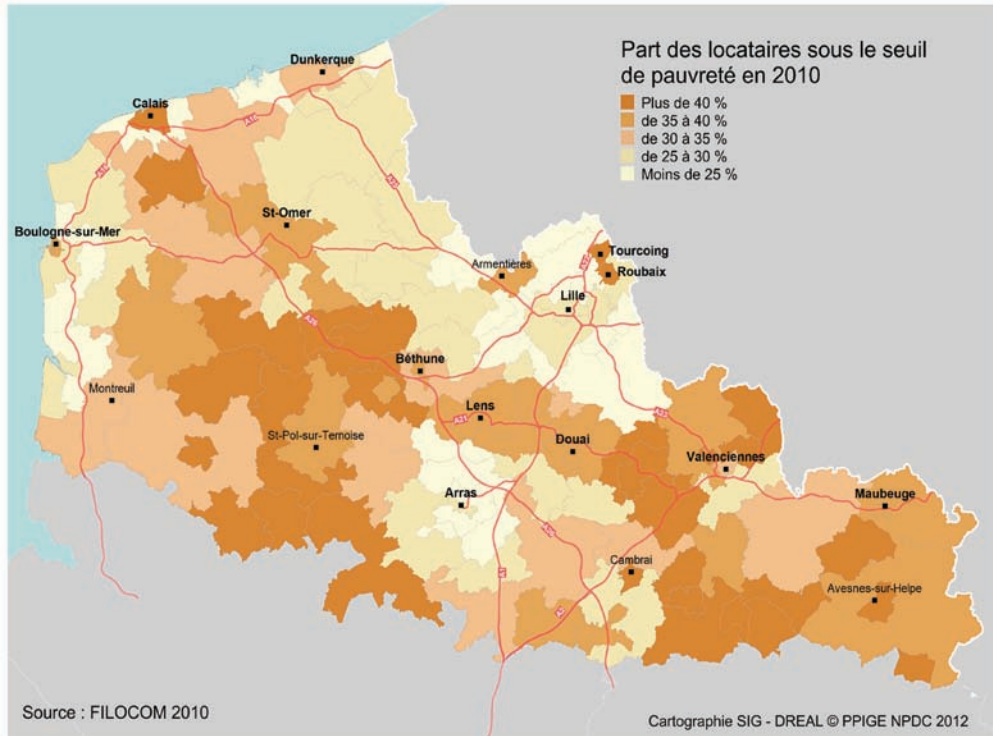 Part des locataires sous le seuil
de pauvreté en 2010
Plus de 40 %
de 35 à 40 %
de 30 à 35 %
de 25 à 30 %
Moins de 25 %
Dunkerque
Calais
A16
A16
A25
St-Omer
Boulogne-sur-Mer
Tourcoing
Armentières
Roubaix
A22
Lille
A26
Béthune
Montreuil
Lens
A21
A23
St-Pol-sur-Ternoise
Douai
Valenciennes
Arras
Maubeuge
A26
Cambrai
A1
Avesnes-sur-Helpe
A2
Source : FILOCOM 2010
Cartographie SIG - DREAL © PPIGE NPDC 2012